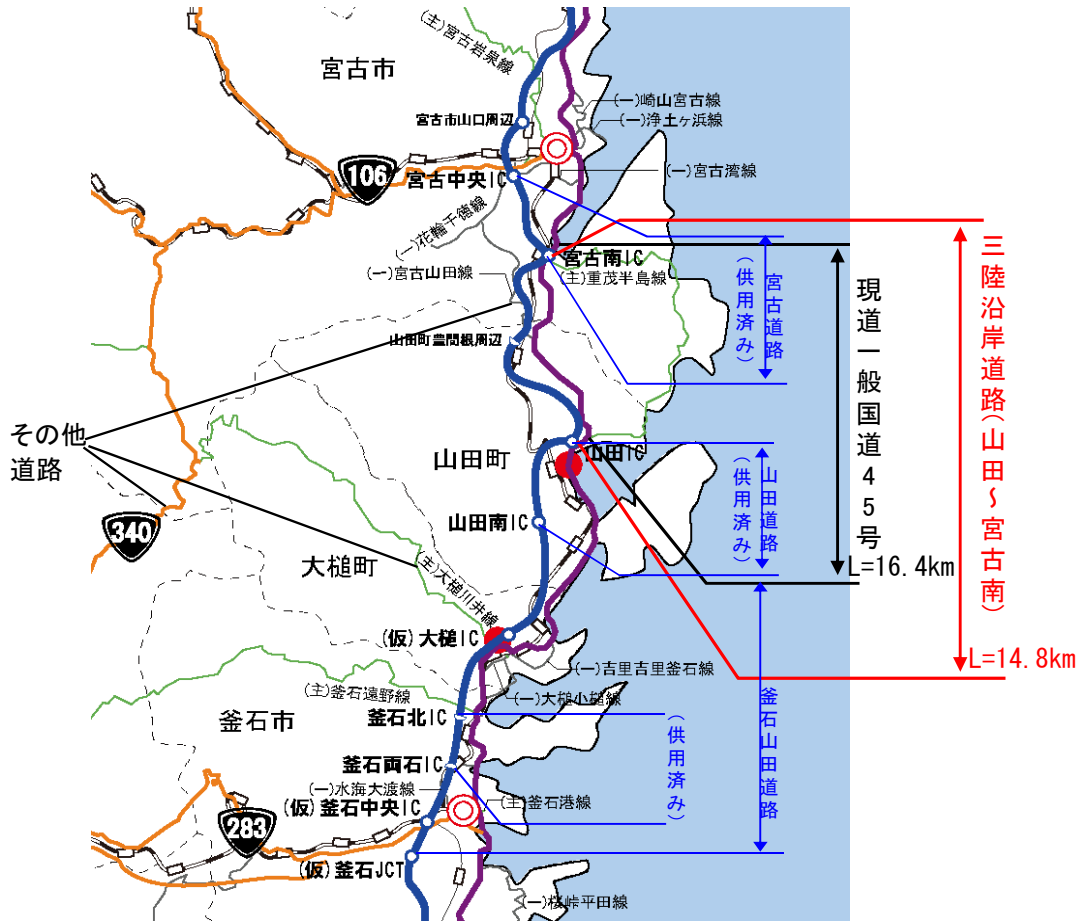 (主)宮古岩泉線
宮古市
(一)崎山宮古線
(一)浄土ヶ浜線
宮古市山口周辺
106
宮古中央IC
(一)宮古湾線
(一)花輪千徳線
宮古南IC
(主)重茂半島線
(一)宮古山田線
山田町豊間根周辺
宮古道路
(供用済み)
現道一般国道45号
L=16.4km
三陸沿岸道路(山田～宮古南)
L=14.8km
その他
道路
山田町
山田IC
山田道路
(供用済み)
山田南IC
340
大槌町
(主)大槌川井線
(仮)大槌IC
(一)吉里吉里釜石線
(主)釜石遠野線
(一)大槌小槌線
釜石市
釜石北IC
(供用済み)
釜石山田道路
釜石両石IC
(一)水海大渡線
(仮)釜石中央IC
(主)釜石港線
283
(仮)釜石JCT
(一)桜峠平田線